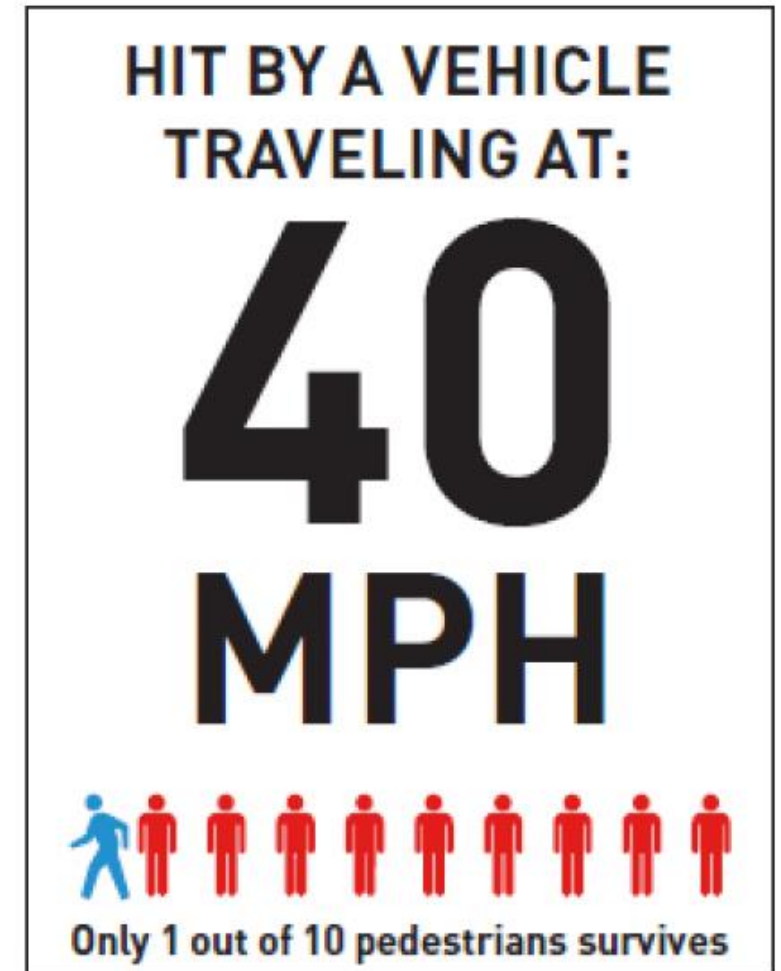 HIT BY A VEHICLE
TRAVELING AT:
40
MPH
Only 1 out of 10 pedestrians survives